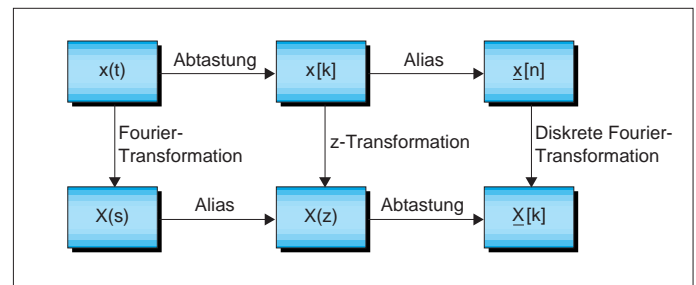 x(t)
Abtastung
x[k]
Alias
x[n]
Fourier-
Transformation
z-Transformation
Diskrete Fourier-
Transformation
X(s)
Alias
X(z)
Abtastung
X[k]